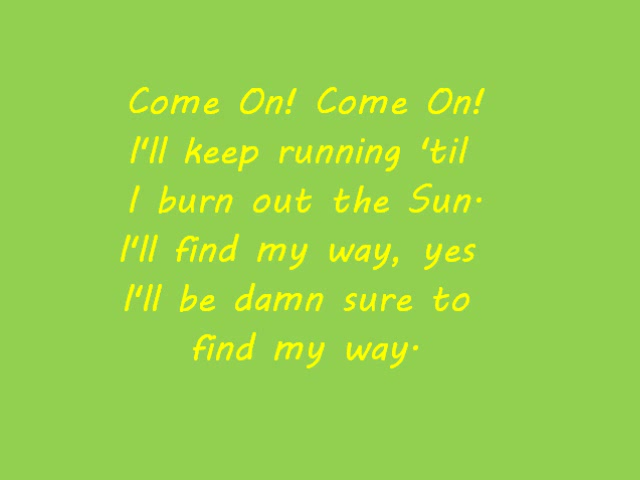 Come On! Come On!
I'll keep running 'til
I burn out the Sun.
I'll find my way, yes
I'll be damn sure to
find my way.